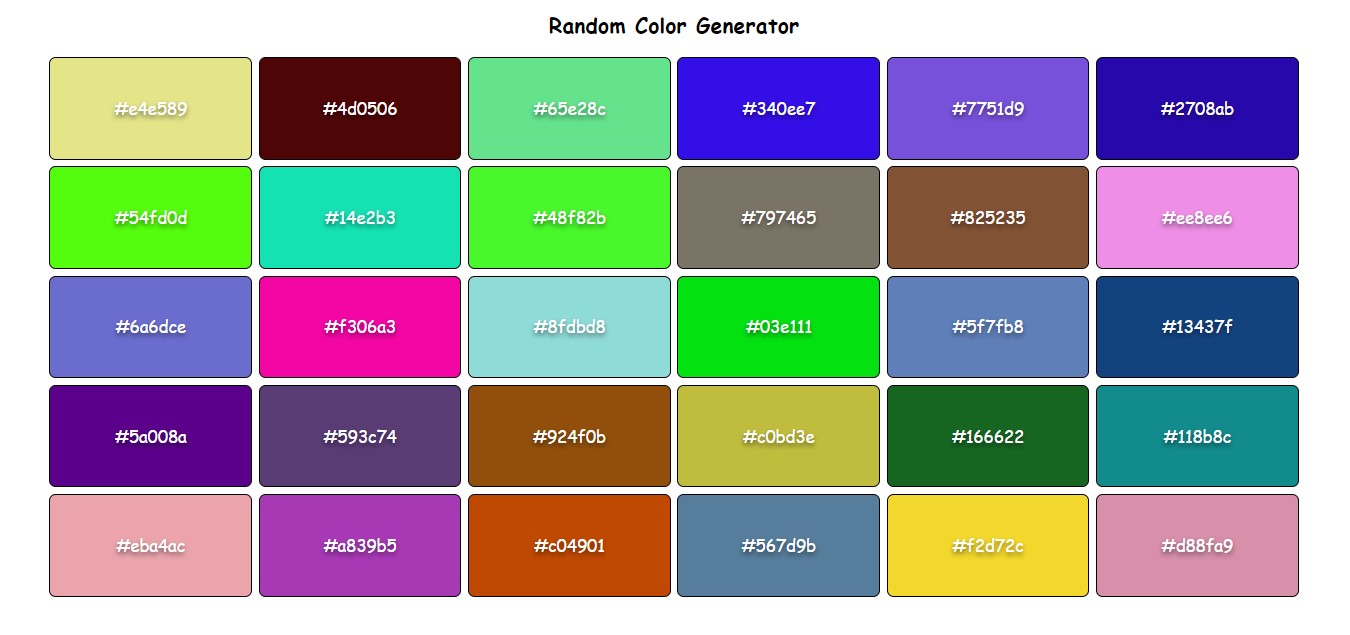 Random Color Generator
#e4e589 #4d0506 #65e28c #340ee7 #7751d9 #2708ab
#54fd0d #14e2b3 #48f82b #797465 #825235 #ee8ee6
#6a6dce #f306a3 #8fdbd8 #03e111 #5f7fb8 #13437f
#5a008a #593c74 #924f0b #c0bd3e #166622 #118b8c
#eba4ac #a839b5 #c04901 #567d9b #f2d72c #d88fa9